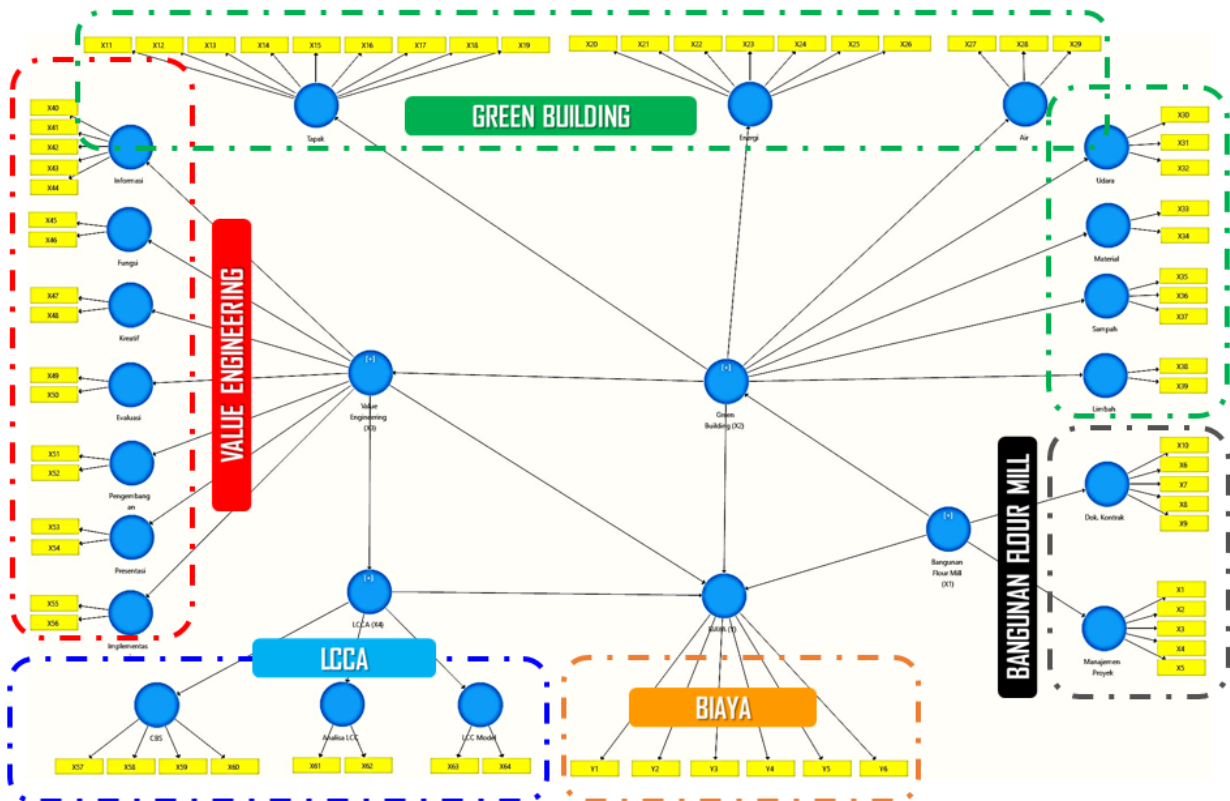 X11 X12 X13 X14 X15 X16 X17 X18 X19
X20 X21 X22 X23 X24 X25 X26
X27 X28 X29
Tapak
GREEN BUILDING
Energi
Air
X40
X41
X42
X43
X44
Informasi
X45
X46
Fungsi
X47
X48
Kreatif
X49
X50
Evaluasi
X51
X52
Pengembang
an
X53
X54
Presentasi
X55
X56
Implementas
VALUE ENGINEERING
X30
X31
X32
Udara
X33
X34
Material
X35
X36
X37
Sampah
X38
X39
Limbah
[+]
Value
Engineering
(X3)
[+]
Green
Building (X2)
[+]
Bangunan
Flour Mill
(X1)
BANGUNAN FLOUR MILL
X10
X6
X7
X8
X9
Dok. Kontrak
X1
X2
X3
X4
X5
Manajemen
Proyek
[+]
LCCA (X4)
BIAYA (Y)
LCCA
CBS
Analisa LCC
LCC Model
X57 X58 X59 X60
X61 X62
X63 X64
BIAYA
Y1 Y2 Y3 Y4 Y5 Y6